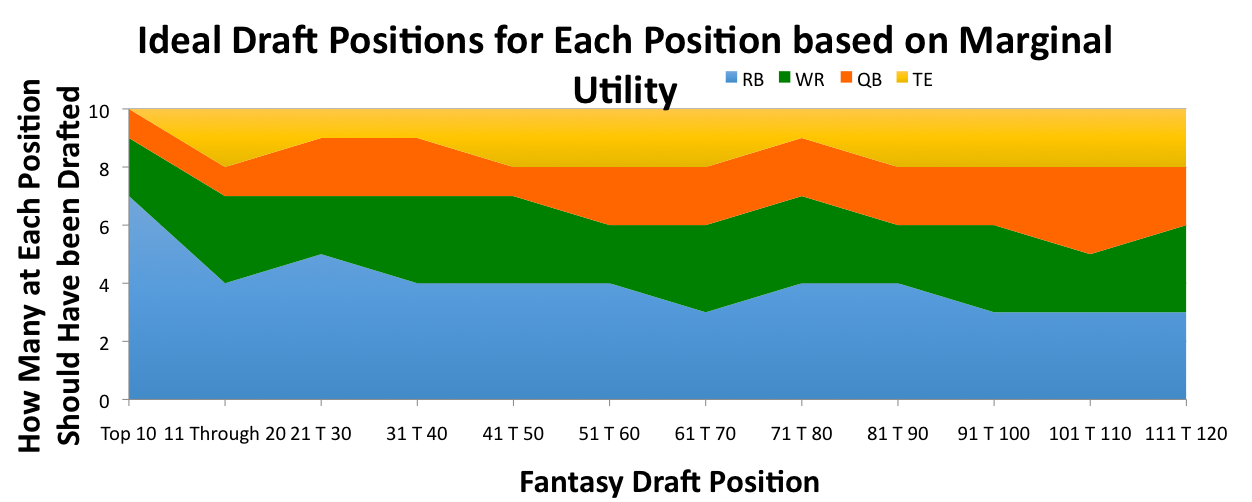 Ideal Draft Positions for Each Position based on Marginal
Utility
RB WR QB TE
How Many at Each Position
Should Have been Drafted
10
8
6
4
2
0
Top 10 11 Through 20 21 T 30 31 T 40 41 T 50 51 T 60 61 T 70 71 T 80 81 T 90 91 T 100 101 T 110 111 T 120
Fantasy Draft Position